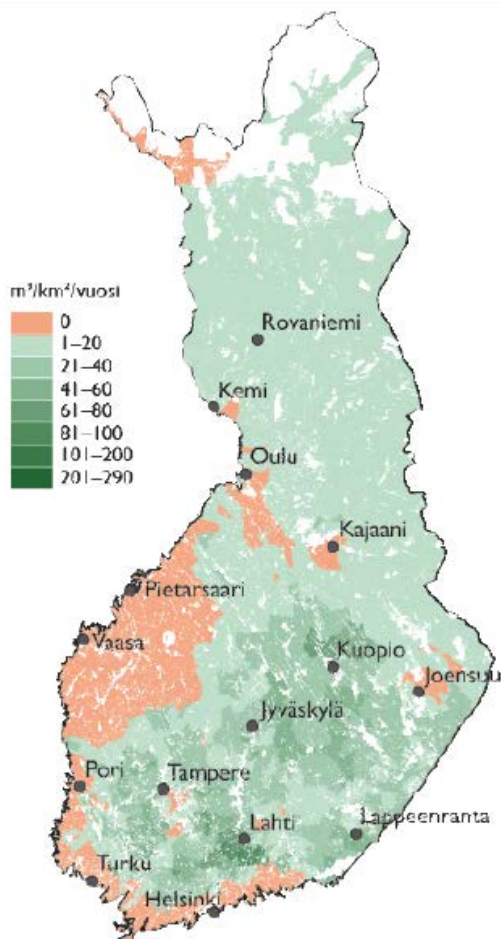 m³/km²/vuosi
0
1–20
21–40
41–60
61–80
81–100
101–200
201–290
Rovaniemi
Kemi
Oulu
Kajaani
Pietarsaari
Vaasa
Kuopio
Joensuu
Jyväskylä
Pori
Tampere
Lahti
Lappeenranta
Turku
Helsinki